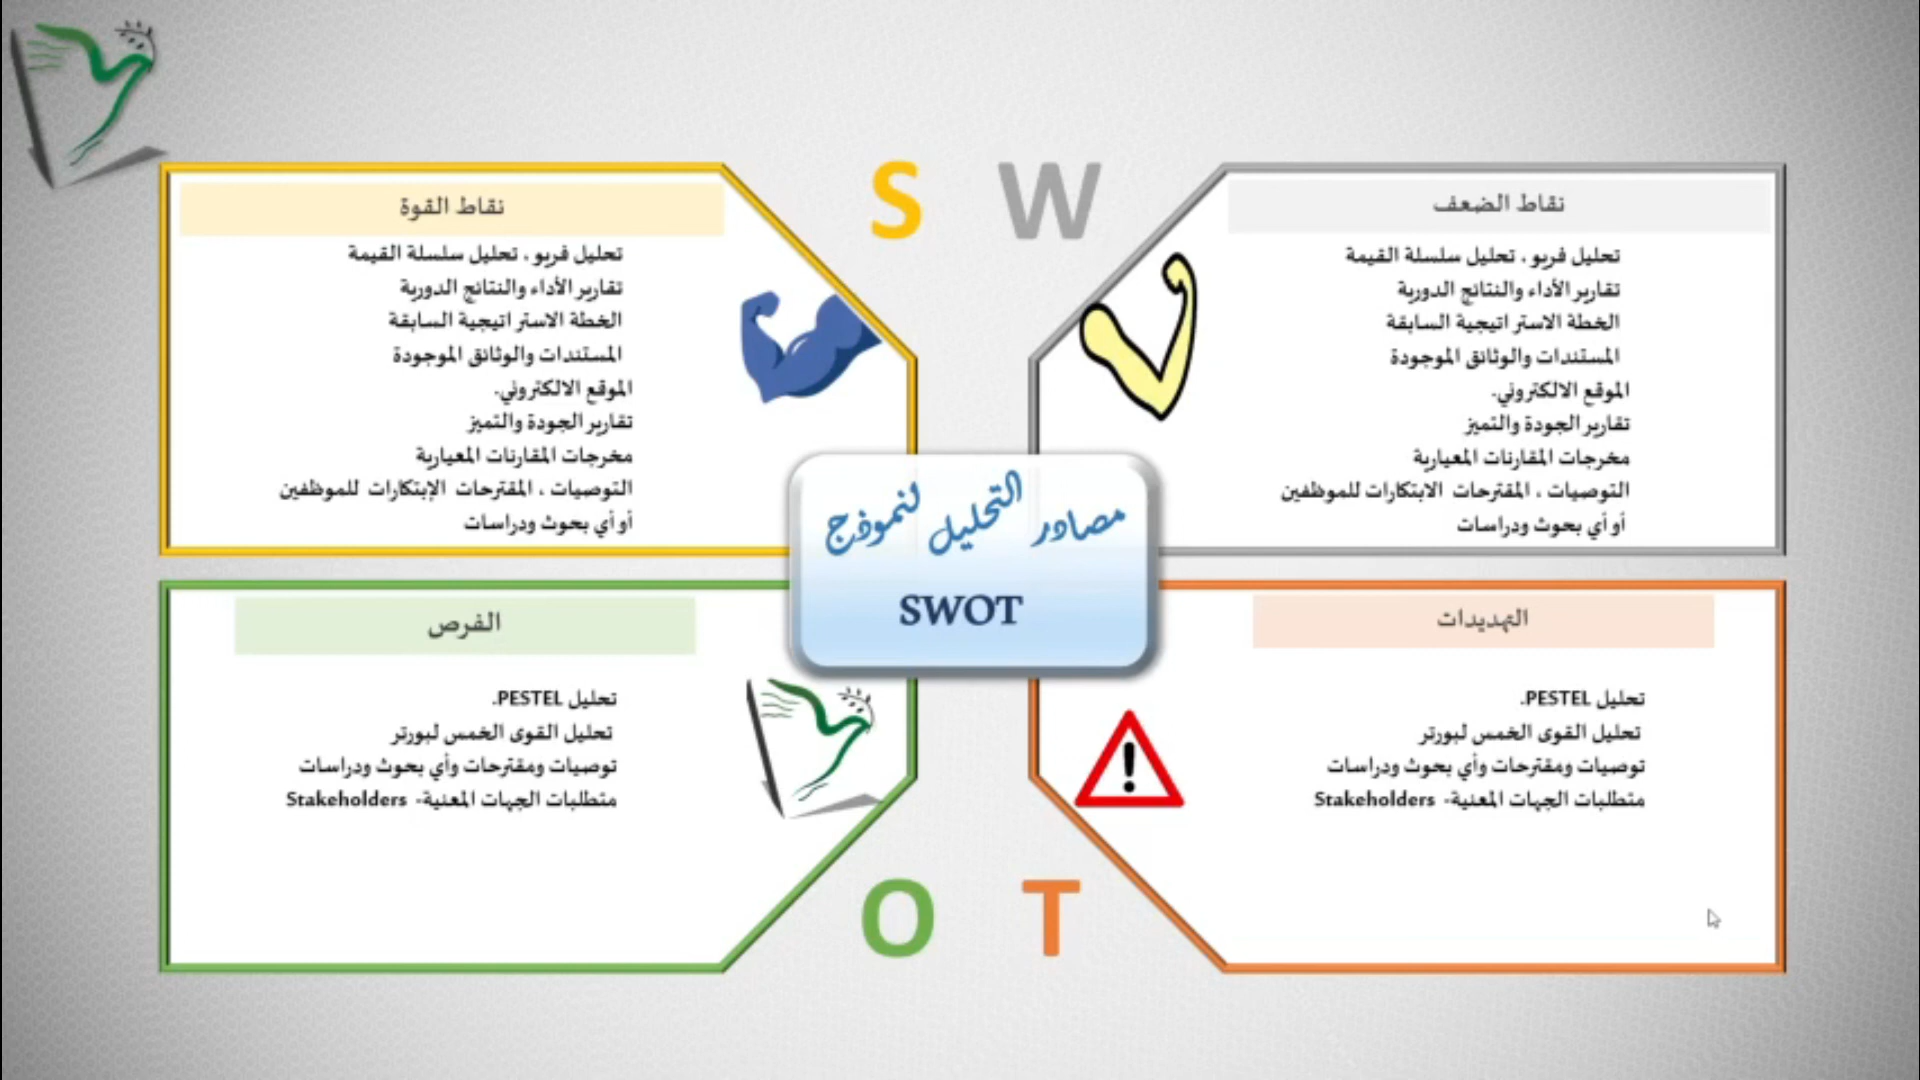 S
W
نقاط القوة
تحليل فريو ، تحليل سلسلة القيمة
تقارير الأداء والنتائج الدورية
الخطة الاستراتيجية السابقة
المستندات والوثائق الموجودة
الموقع الالكتروني.
تقارير الجودة والتميز
مخرجات المقارنات المعيارية
التوصيات ، المقترحات الإبتكارات للموظفين
أو أي بحوث ودراسات
نقاط الضعف
تحليل فريو ، تحليل سلسلة القيمة
تقارير الأداء والنتائج الدورية
الخطة الاستراتيجية السابقة
المستندات والوثائق الموجودة
الموقع الالكتروني.
تقارير الجودة والتميز
مخرجات المقارنات المعيارية
التوصيات ، المقترحات الابتكارات للموظفين
أو أي بحوث ودراسات
مصادر التحليل لنموذج
SWOT
الفرص
تحليل PESTEL.
تحليل القوى الخمس لبورتر
توصيات ومقترحات وأي بحوث ودراسات
متطلبات الجهات المعنية- Stakeholders
التهديدات
تحليل PESTEL.
تحليل القوى الخمس لبورتر
توصيات ومقترحات وأي بحوث ودراسات
متطلبات الجهات المعنية- Stakeholders
O
T